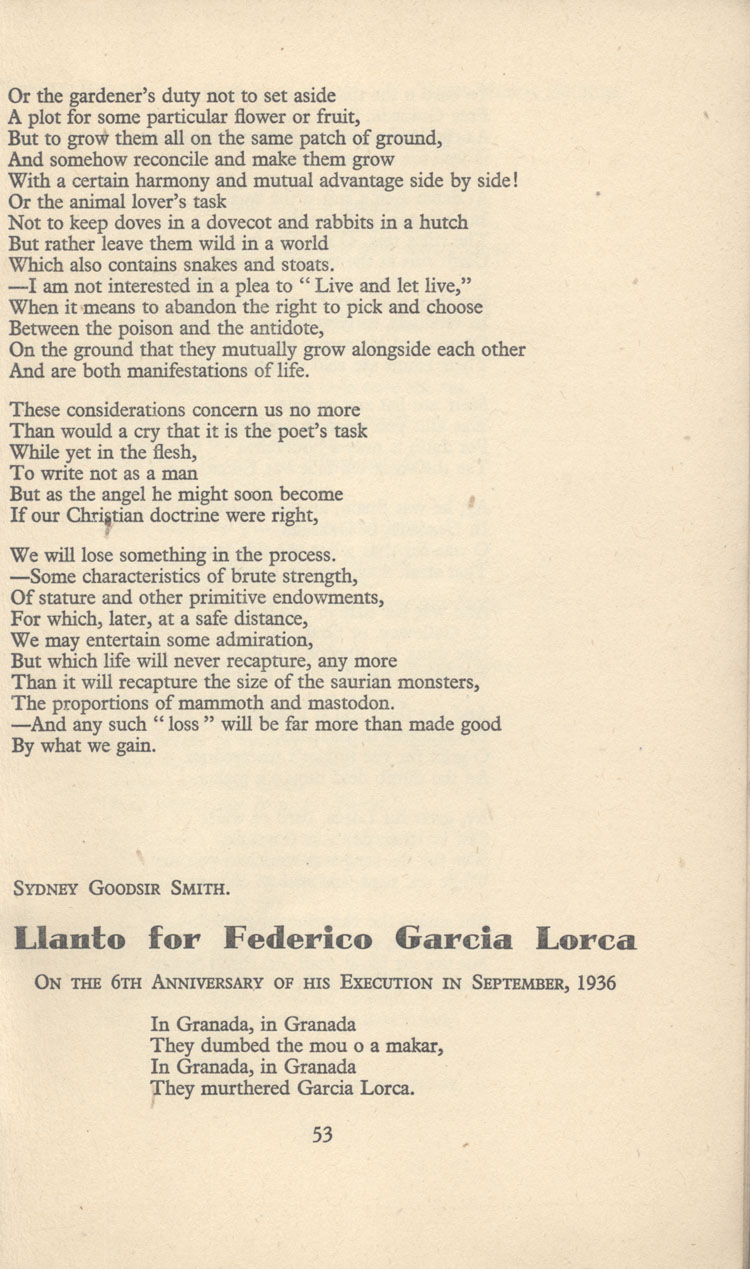 Or the gardener's duty not to set aside
A plot for some particular flower or fruit,
But to grow them all on the same patch of ground,
And somehow reconcile and make them grow
With a certain harmony and mutual advantage side by side!
Or the animal lover's task
Not to keep doves in a dovecot and rabbits in a hutch
But rather leave them wild in a world
Which also contains snakes and stoats.
—I am not interested in a plea to “ Live and let live,”
When it means to abandon the right to pick and choose
Between the poison and the antidote,
On the ground that they mutually grow alongside each other
And are both manifestations of life.

These considerations concern us no more
Than would a cry that it is the poet's task
While yet in the flesh,
To write not as a man
But as the angel he might soon become
If our Christian doctrine were right,

We will lose something in the process.
—Some characteristics of brute strength,
Of stature and other primitive endowments,
For which, later, at a safe distance,
We may entertain some admiration,
But which life will never recapture, any more
Than it will recapture the size of the saurian monsters,
The proportions of mammoth and mastodon.
—And any such “ loss ” will be far more than made good
By what we gain.

SYDNEY GOODSIR SMITH.
Llanto for Federico Garcia Lorca
ON THE 6TH ANNIVERSARY OF HIS EXECUTION IN SEPTEMBER, 1936
In Granada, in Granada
They dumbed the mou o a makar,
In Granada, in Granada
They murthered Garcia Lorca.
53